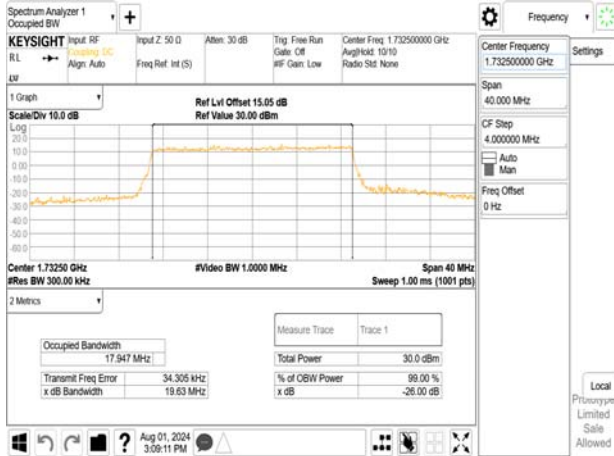 Spectrum Analyzer 1
Occupied BW
+
Frequency
KEYSIGHT
RL
Input: RF
Coupling: DC
Align: Auto
Input Z: 50 Ω
Freq Ref: Int (S)
Atten: 30 dB
Trig: Free Run
Gate: Off
#IF Gain: Low
Center Freq: 1.732500000 GHz
Avg|Hold: 10/10
Radio Std: None
Center Frequency
1.732500000 GHz
Settings
Span
40.000 MHz
CF Step
4.000000 MHz
Auto
Man
Freq Offset
0 Hz
1 Graph
Scale/Div 10.0 dB
Ref Lvl Offset 15.05 dB
Ref Value 30.00 dBm
Log
20.0
10.0
0.00
-10.0
-20.0
-30.0
-40.0
-50.0
-60.0
Center 1.73250 GHz
#Res BW 300.00 kHz
#Video BW 1.0000 MHz
Span 40 MHz
Sweep 1.00 ms (1001 pts)
2 Metrics
Measure Trace
Trace 1
Occupied Bandwidth
17.947 MHz
Total Power
30.0 dBm
Transmit Freq Error
34.305 kHz
% of OBW Power
99.00 %
x dB Bandwidth
19.63 MHz
x dB
-26.00 dB
Local
Prototype
Limited
Sale
Allowed
?
Aug 01, 2024
3:09:11 PM